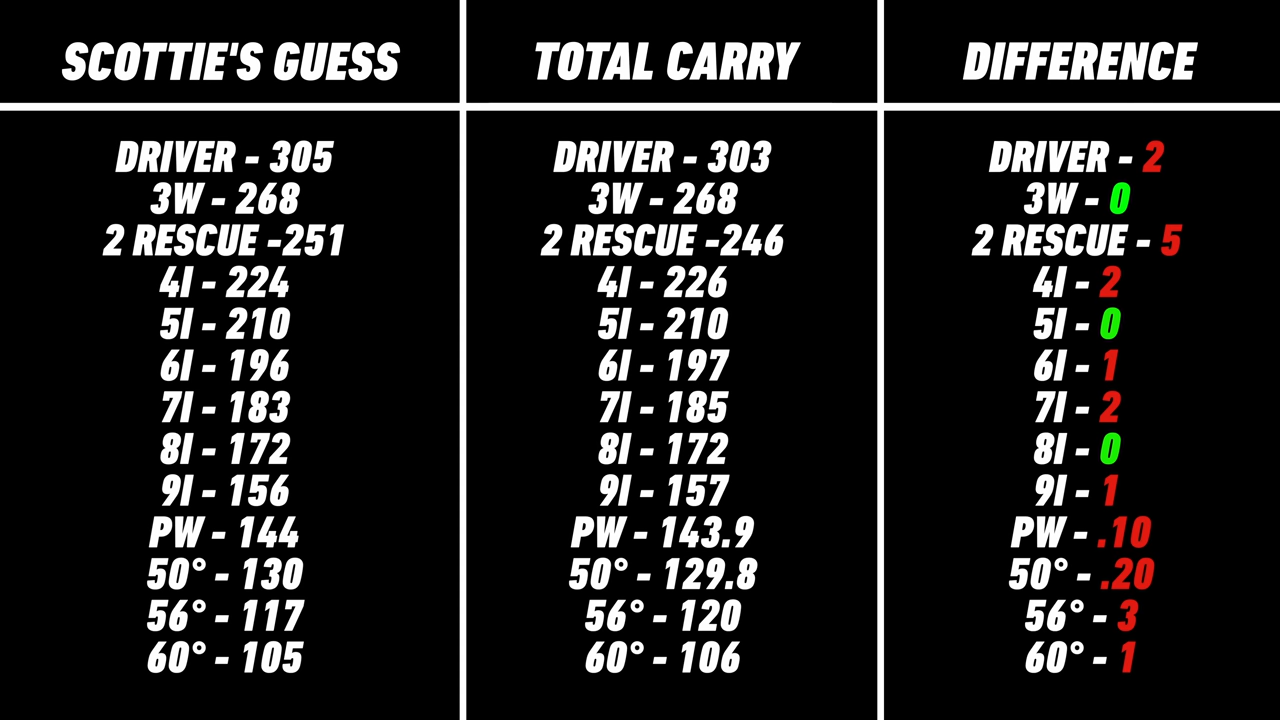 SCOTTIE'S GUESS
TOTAL CARRY
DIFFERENCE
DRIVER - 305
3W - 268
2 RESCUE -251
4I - 224
5I - 210
6I - 196
7I - 183
8I - 172
9I - 156
PW - 144
50° - 130
56° - 117
60° - 105
DRIVER - 303
3W - 268
2 RESCUE -246
4I - 226
5I - 210
6I - 197
7I - 185
8I - 172
9I - 157
PW - 143.9
50° - 129.8
56° - 120
60° - 106
DRIVER - 2
3W - 0
2 RESCUE - 5
4I - 2
5I - 0
6I - 1
7I - 2
8I - 0
9I - 1
PW - .10
50° - .20
56° - 3
60° - 1